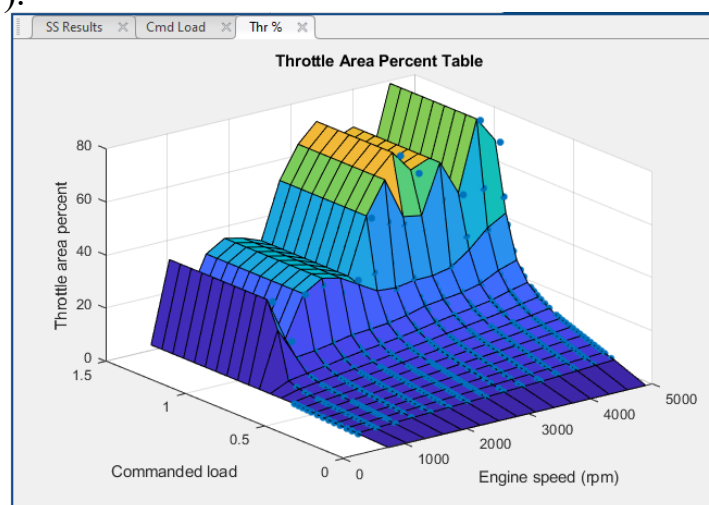 ).
SS Results
Cmd Load
Thr %
Throttle Area Percent Table
80
60
40
20
0
Throttle area percent
1.5
1
0.5
0
Commanded load
0
1000
2000
3000
4000
5000
Engine speed (rpm)